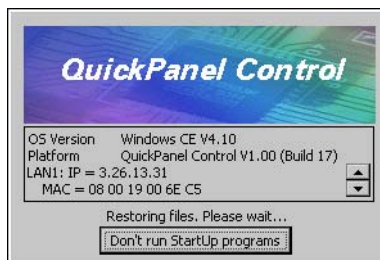 QuickPanel Control
OS Version Windows CE V4.10
Platform QuickPanel Control V1.00 (Build 17)
LAN1: IP = 3.26.13.31
MAC = 08 00 19 00 6E C5
Restoring files. Please wait...
Don't run StartUp programs